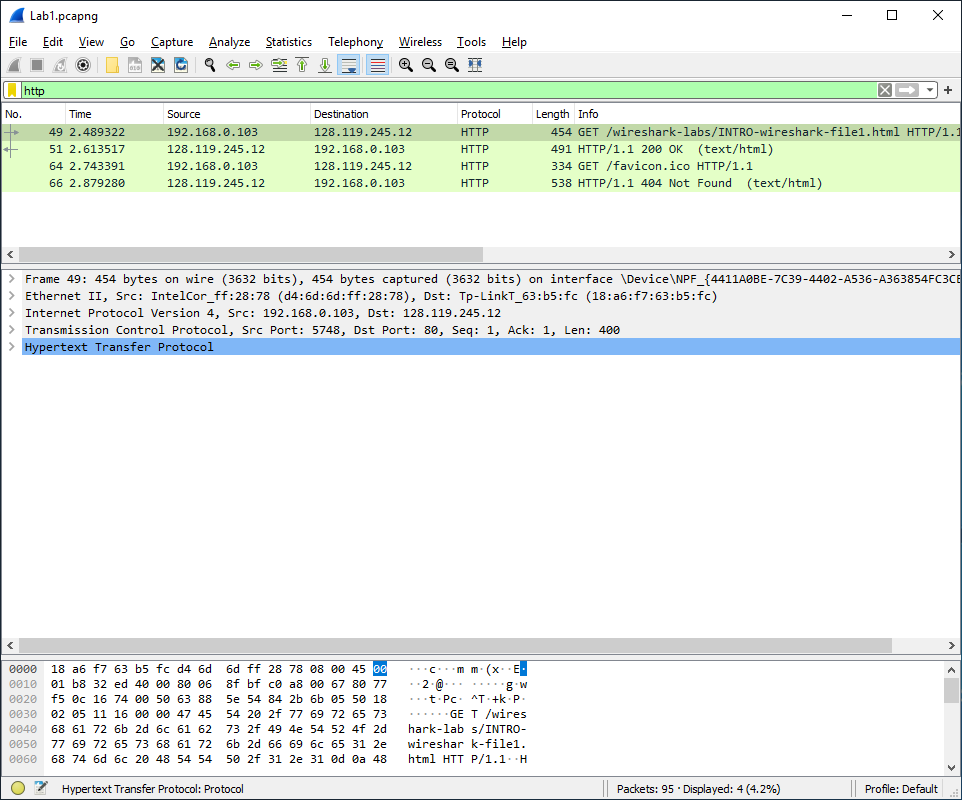 Lab1.pcapng
File Edit View Go Capture Analyze Statistics Telephony Wireless Tools Help
http
No. Time Source Destination Protocol Length Info
49 2.489322 192.168.0.103 128.119.245.12 HTTP 454 GET /wireshark-labs/INTRO-wireshark-file1.html HTTP/1.1
51 2.613517 128.119.245.12 192.168.0.103 HTTP 491 HTTP/1.1 200 OK (text/html)
64 2.743391 192.168.0.103 128.119.245.12 HTTP 334 GET /favicon.ico HTTP/1.1
66 2.879280 128.119.245.12 192.168.0.103 HTTP 538 HTTP/1.1 404 Not Found (text/html)
Frame 49: 454 bytes on wire (3632 bits), 454 bytes captured (3632 bits) on interface \Device\NPF_{4411A0BE-7C39-4402-A536-A363854FC3CE
Ethernet II, Src: IntelCor_ff:28:78 (d4:6d:6d:ff:28:78), Dst: Tp-LinkT_63:b5:fc (18:a6:f7:63:b5:fc)
Internet Protocol Version 4, Src: 192.168.0.103, Dst: 128.119.245.12
Transmission Control Protocol, Src Port: 5748, Dst Port: 80, Seq: 1, Ack: 1, Len: 400
Hypertext Transfer Protocol
0000 18 a6 f7 63 b5 fc d4 6d 6d ff 28 78 08 00 45 00 ···c···m m·(x··E·
0010 01 b8 32 ed 40 00 80 06 8f bf c0 a8 00 67 80 77 ··2·@··· ·····g·w
0020 f5 0c 16 74 00 50 63 88 5e 54 84 2b 6b 05 50 18 ···t·Pc· ^T·+k·P·
0030 02 05 11 16 00 00 47 45 54 20 2f 77 69 72 65 73 ······GE T /wires
0040 68 61 72 6b 2d 6c 61 62 73 2f 49 4e 54 52 4f 2d hark-lab s/INTRO-
0050 77 69 72 65 73 68 61 72 6b 2d 66 69 6c 65 31 2e wireshar k-file1.
0060 68 74 6d 6c 20 48 54 54 50 2f 31 2e 31 0d 0a 48 html HTT P/1.1··H
Hypertext Transfer Protocol: Protocol Packets: 95 · Displayed: 4 (4.2%) Profile: Default